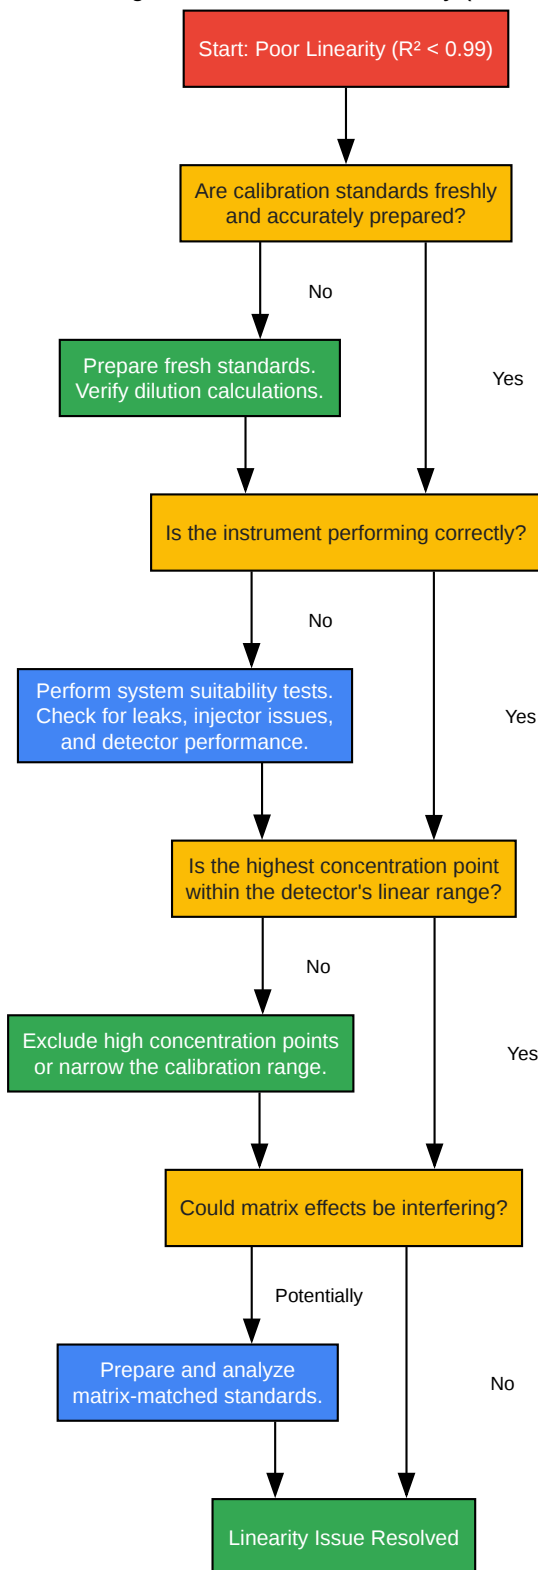 Start: Poor Linearity (R² < 0.99)
Are calibration standards freshly
and accurately prepared?
No
Prepare fresh standards.
Verify dilution calculations.
Yes
Is the instrument performing correctly?
No
Perform system suitability tests.
Check for leaks, injector issues,
and detector performance.
Yes
Is the highest concentration point
within the detector's linear range?
No
Exclude high concentration points
or narrow the calibration range.
Yes
Could matrix effects be interfering?
Potentially
Prepare and analyze
matrix-matched standards.
No
Linearity Issue Resolved